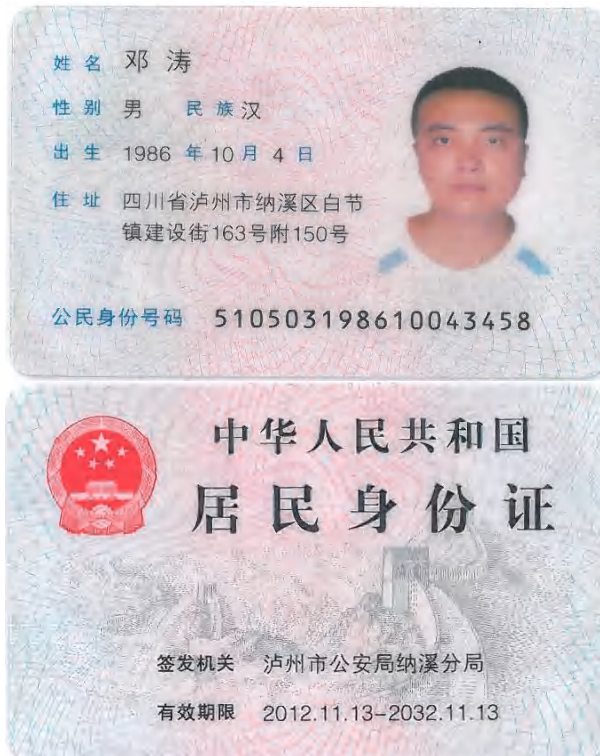 姓名 邓涛
性别 男 民族 汉
出生 1986 年 10 月 4 日
住址 四川省泸州市纳溪区白节
镇建设街163号附150号
公民身份号码 510503198610043458
中华人民共和国
居民身份证
签发机关 泸州市公安局纳溪分局
有效期限 2012.11.13-2032.11.13